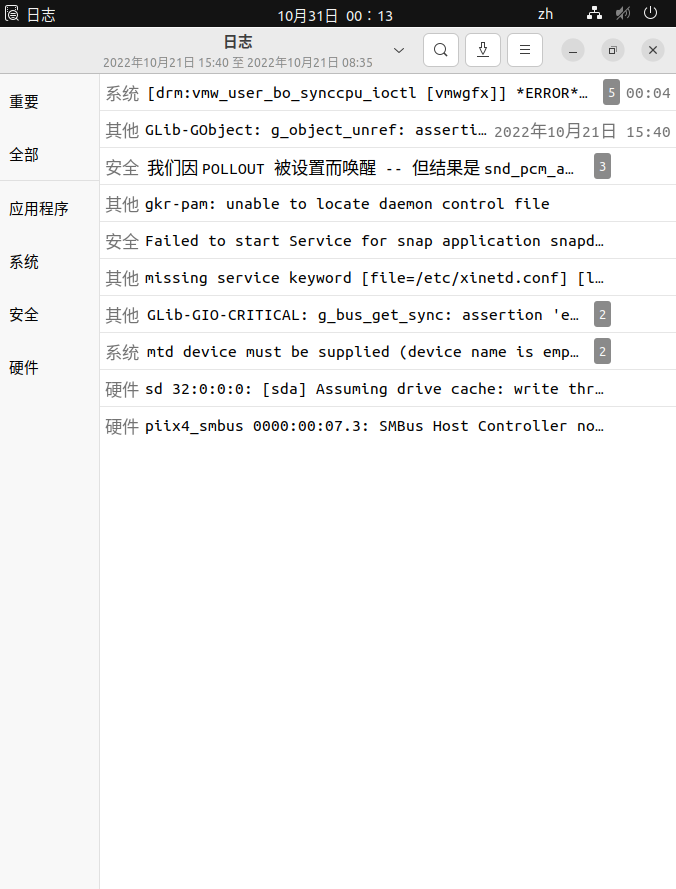 日志 10月31日 00:13 zh
日志
2022年10月21日 15:40 至 2022年10月21日 08:35
重要
全部
应用程序
系统
安全
硬件
系统 [drm:vmw_user_bo_synccpu_ioctl [vmwgfx]] *ERROR*… 5 00:04
其他 GLib-GObject: g_object_unref: asserti… 2022年10月21日 15:40
安全 我们因 POLLOUT 被设置而唤醒 -- 但结果是 snd_pcm_a… 3
其他 gkr-pam: unable to locate daemon control file
安全 Failed to start Service for snap application snapd…
其他 missing service keyword [file=/etc/xinetd.conf] [l…
其他 GLib-GIO-CRITICAL: g_bus_get_sync: assertion 'e… 2
系统 mtd device must be supplied (device name is emp… 2
硬件 sd 32:0:0:0: [sda] Assuming drive cache: write thr…
硬件 piix4_smbus 0000:00:07.3: SMBus Host Controller no…